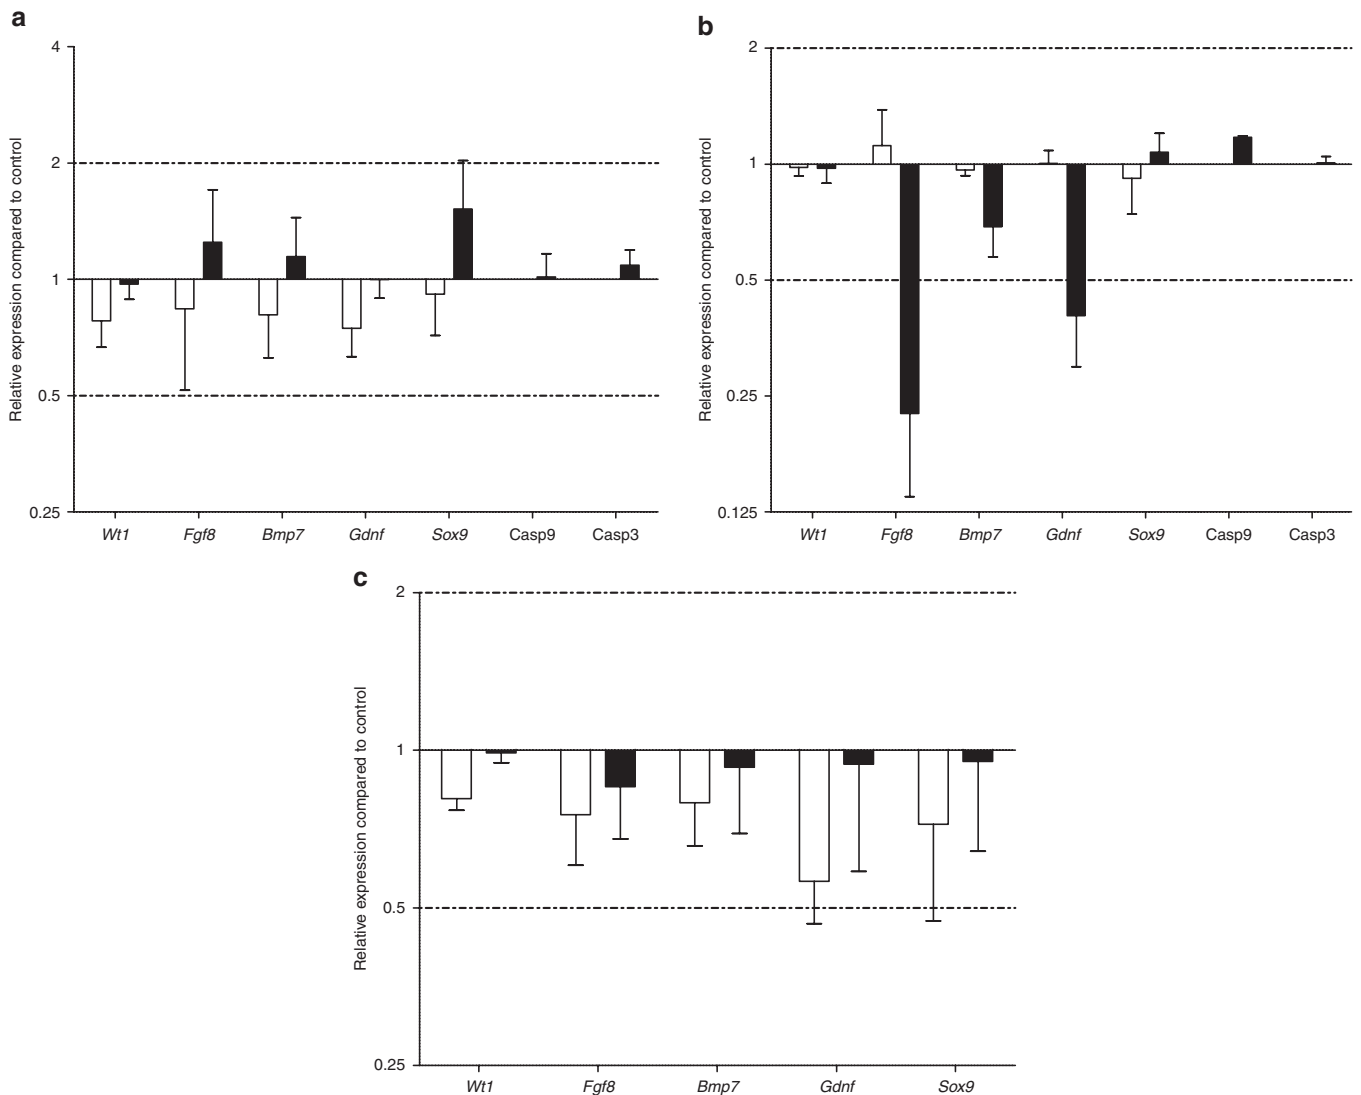 a
Relative expression compared to control
4
2
1
0.5
0.25
Wt1 Fgf8 Bmp7 Gdnf Sox9 Casp9 Casp3
b
Relative expression compared to control
2
1
0.5
0.25
0.125
Wt1 Fgf8 Bmp7 Gdnf Sox9 Casp9 Casp3
c
Relative expression compared to control
2
1
0.5
0.25
Wt1 Fgf8 Bmp7 Gdnf Sox9